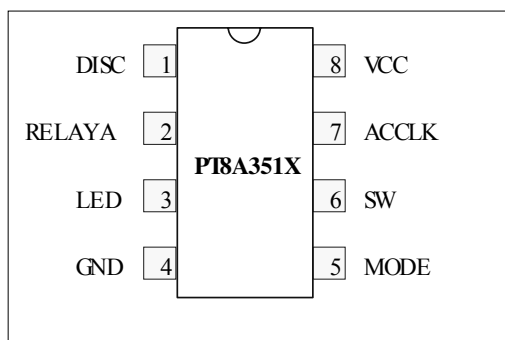 DISC 1 8 VCC
RELAYA 2 7 ACCLK
PT8A351X
LED 3 6 SW
GND 4 5 MODE